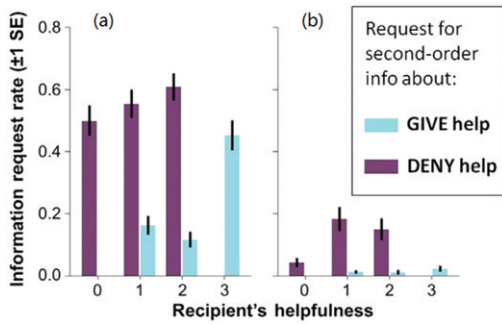 (a)
(b)
Request for
second-order
info about:
GIVE help
DENY help
Information request rate (±1 SE)
0.8
0.6
0.4
0.2
0.0
0 1 2 3
0 1 2 3
Recipient's helpfulness